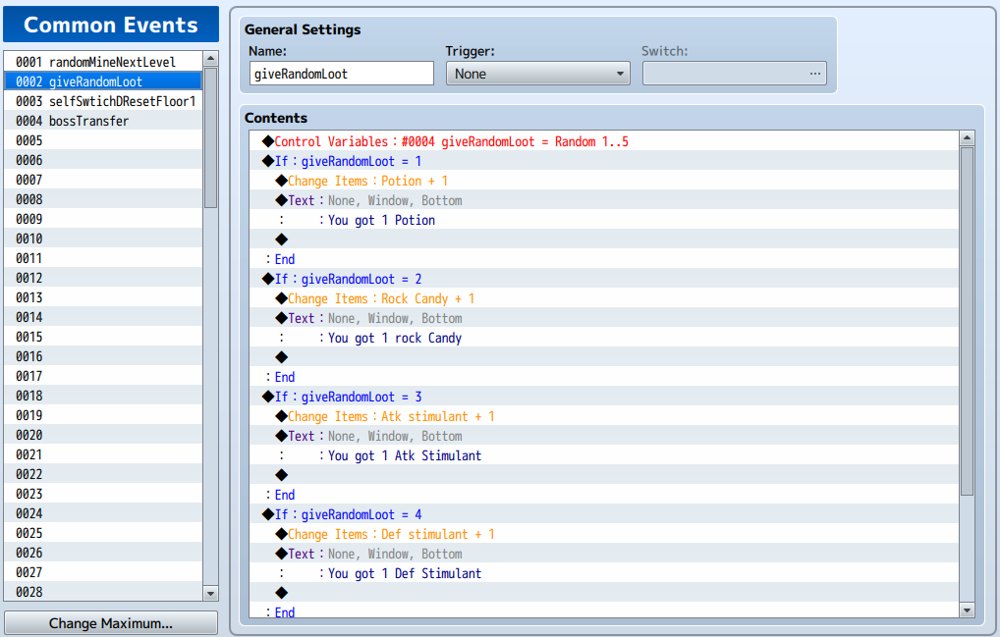 Common Events
0001 randomMineNextLevel
0002 giveRandomLoot
0003 selfSwtichDResetFloor1
0004 bossTransfer
0005
0006
0007
0008
0009
0010
0011
0012
0013
0014
0015
0016
0017
0018
0019
0020
0021
0022
0023
0024
0025
0026
0027
0028
Change Maximum...
General Settings
Name: Trigger: Switch:
giveRandomLoot None ...
Contents
◆Control Variables : #0004 giveRandomLoot = Random 1..5
◆If : giveRandomLoot = 1
◆Change Items : Potion + 1
◆Text : None, Window, Bottom
: : You got 1 Potion
◆
: End
◆If : giveRandomLoot = 2
◆Change Items : Rock Candy + 1
◆Text : None, Window, Bottom
: : You got 1 rock Candy
◆
: End
◆If : giveRandomLoot = 3
◆Change Items : Atk stimulant + 1
◆Text : None, Window, Bottom
: : You got 1 Atk Stimulant
◆
: End
◆If : giveRandomLoot = 4
◆Change Items : Def stimulant + 1
◆Text : None, Window, Bottom
: : You got 1 Def Stimulant
◆
: End